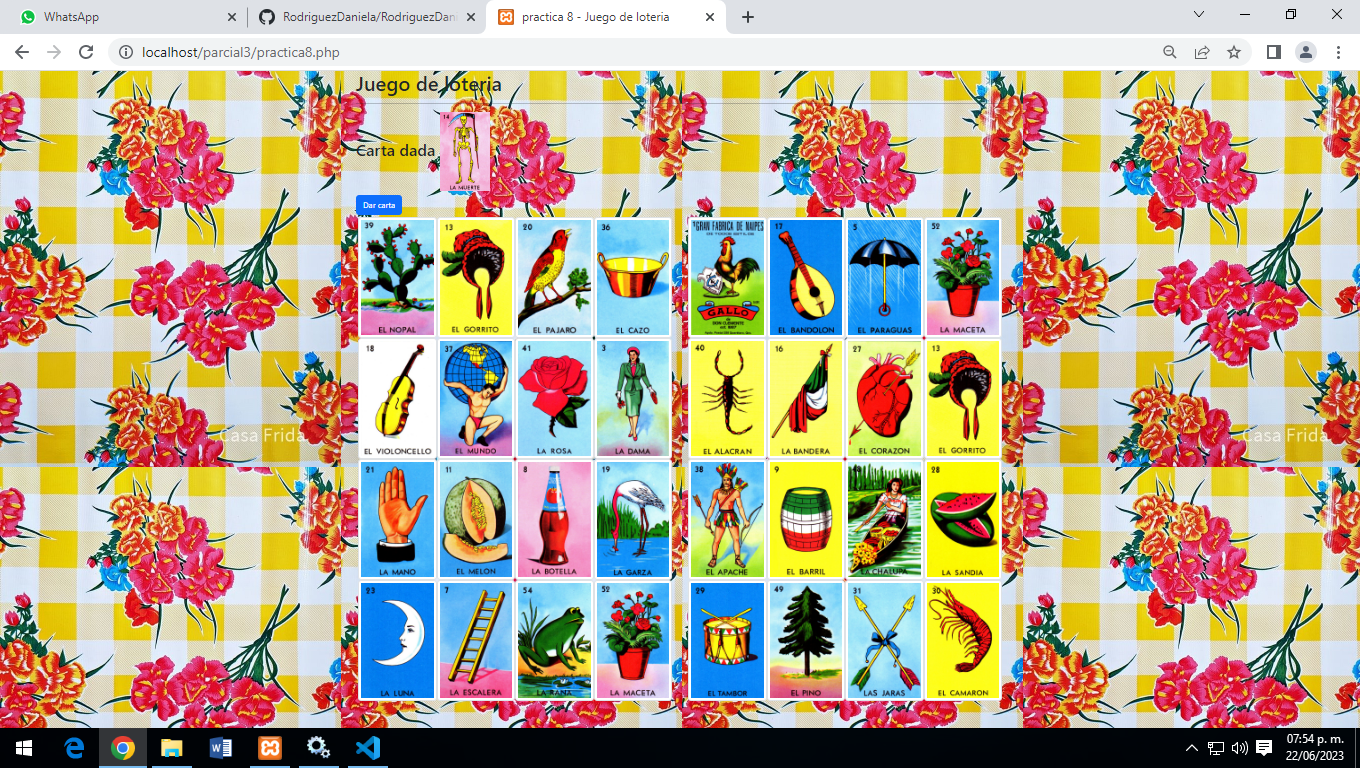 WhatsApp
RodriguezDaniela/RodriguezDani
practica 8 - Juego de loteria
localhost/parcial3/practica8.php
Juego de loteria
14
Carta dada
LA MUERTE
Dar carta
39 13 20 36
EL NOPAL EL GORRITO EL PAJARO EL CAZO
18 37 41 3
EL VIOLONCELLO EL MUNDO LA ROSA LA DAMA
21 11 8 19
LA MANO EL MELON LA BOTELLA LA GARZA
23 7 54 52
LA LUNA LA ESCALERA LA RANA LA MACETA
GRAN FABRICA DE NAIPES 17 5 52
GALLO
DON CLEMENTE
EL BANDOLON EL PARAGUAS LA MACETA
40 16 27 13
EL ALACRAN LA BANDERA EL CORAZON EL GORRITO
38 9 28
EL APACHE EL BARRIL LA CHALUPA LA SANDIA
29 49 31 30
EL TAMBOR EL PINO LAS JARAS EL CAMARON
Casa Frida
Casa Frida
07:54 p. m.
22/06/2023